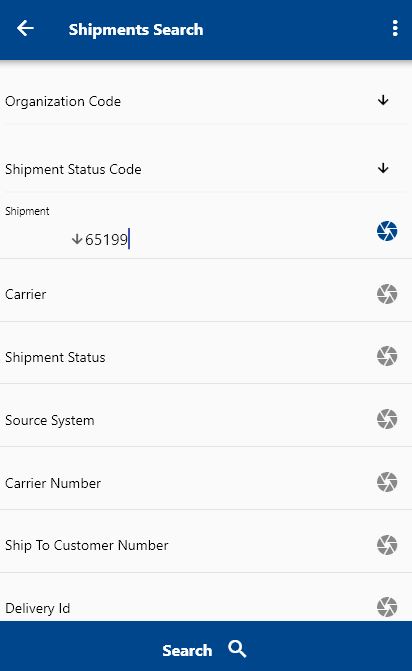 Shipments Search
Organization Code
Shipment Status Code
Shipment
65199
Carrier
Shipment Status
Source System
Carrier Number
Ship To Customer Number
Delivery Id
Search